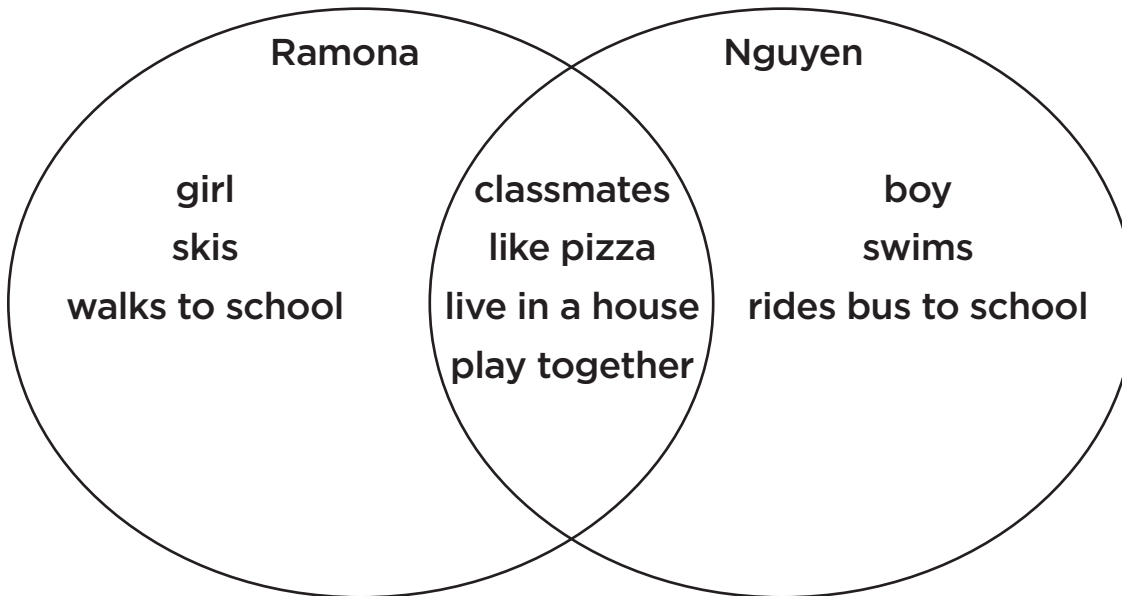 Ramona
Nguyen
girl
skis
walks to school
classmates
like pizza
live in a house
play together
boy
swims
rides bus to school